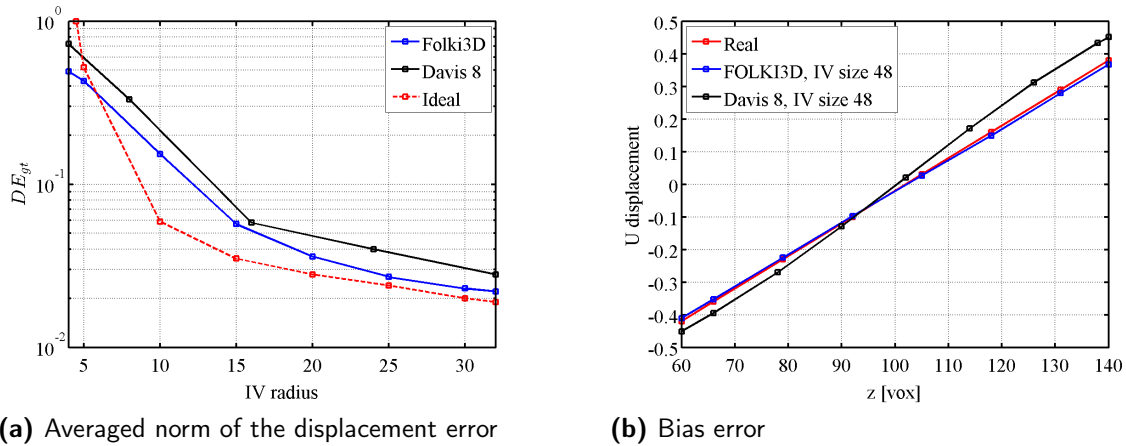 10^0
10^-1
10^-2
DE_gt
Folki3D
Davis 8
Ideal
5 10 15 20 25 30
IV radius
(a) Averaged norm of the displacement error
0.5
0.4
0.3
0.2
0.1
0
-0.1
-0.2
-0.3
-0.4
-0.5
U displacement
Real
FOLKI3D, IV size 48
Davis 8, IV size 48
60 70 80 90 100 110 120 130 140
z [vox]
(b) Bias error